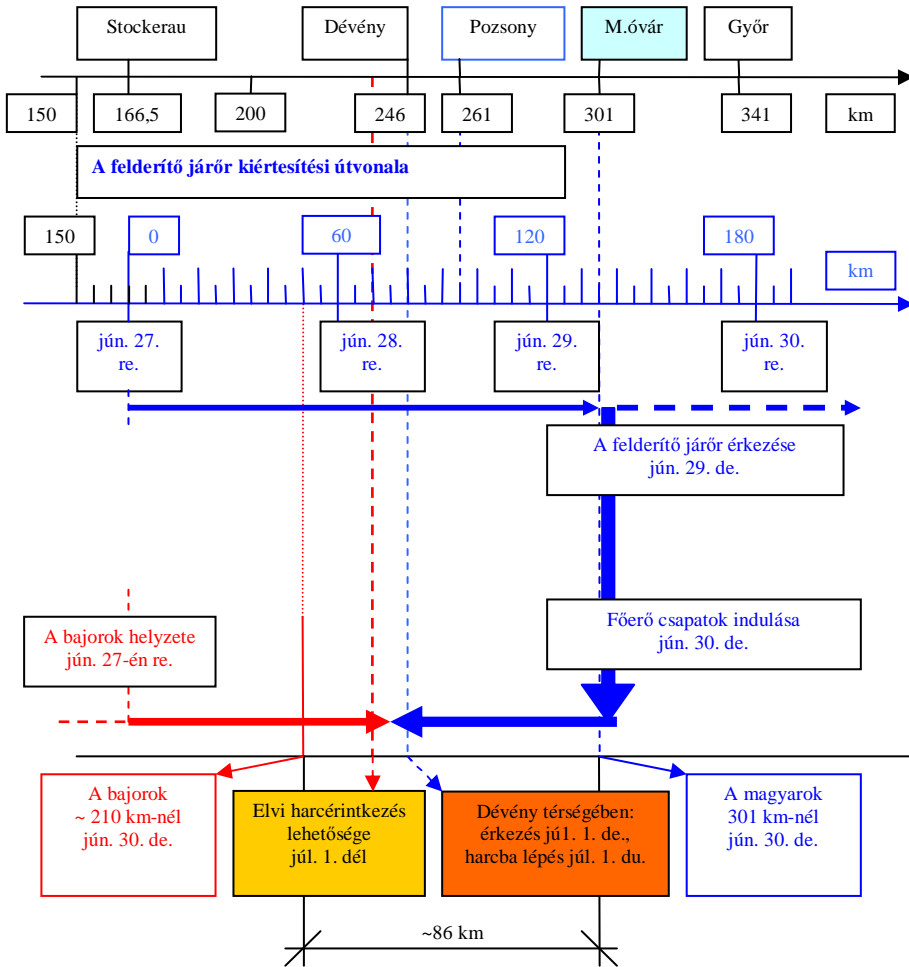 Stockerau
Dévény
Pozsony
M.óvár
Győr
150
166,5
200
246
261
301
341
km
A felderítő járőr kiértesítési útvonala
150
0
60
120
180
km
jún. 27.
re.
jún. 28.
re.
jún. 29.
re.
jún. 30.
re.
A felderítő járőr érkezése
jún. 29. de.
A bajorok helyzete
jún. 27-én re.
Főerő csapatok indulása
jún. 30. de.
A bajorok
~ 210 km-nél
jún. 30. de.
Elvi harcérintkezés
lehetősége
júl. 1. dél
Dévény térségében:
érkezés júl. 1. de.,
harcba lépés júl. 1. du.
A magyarok
301 km-nél
jún. 30. de.
~86 km